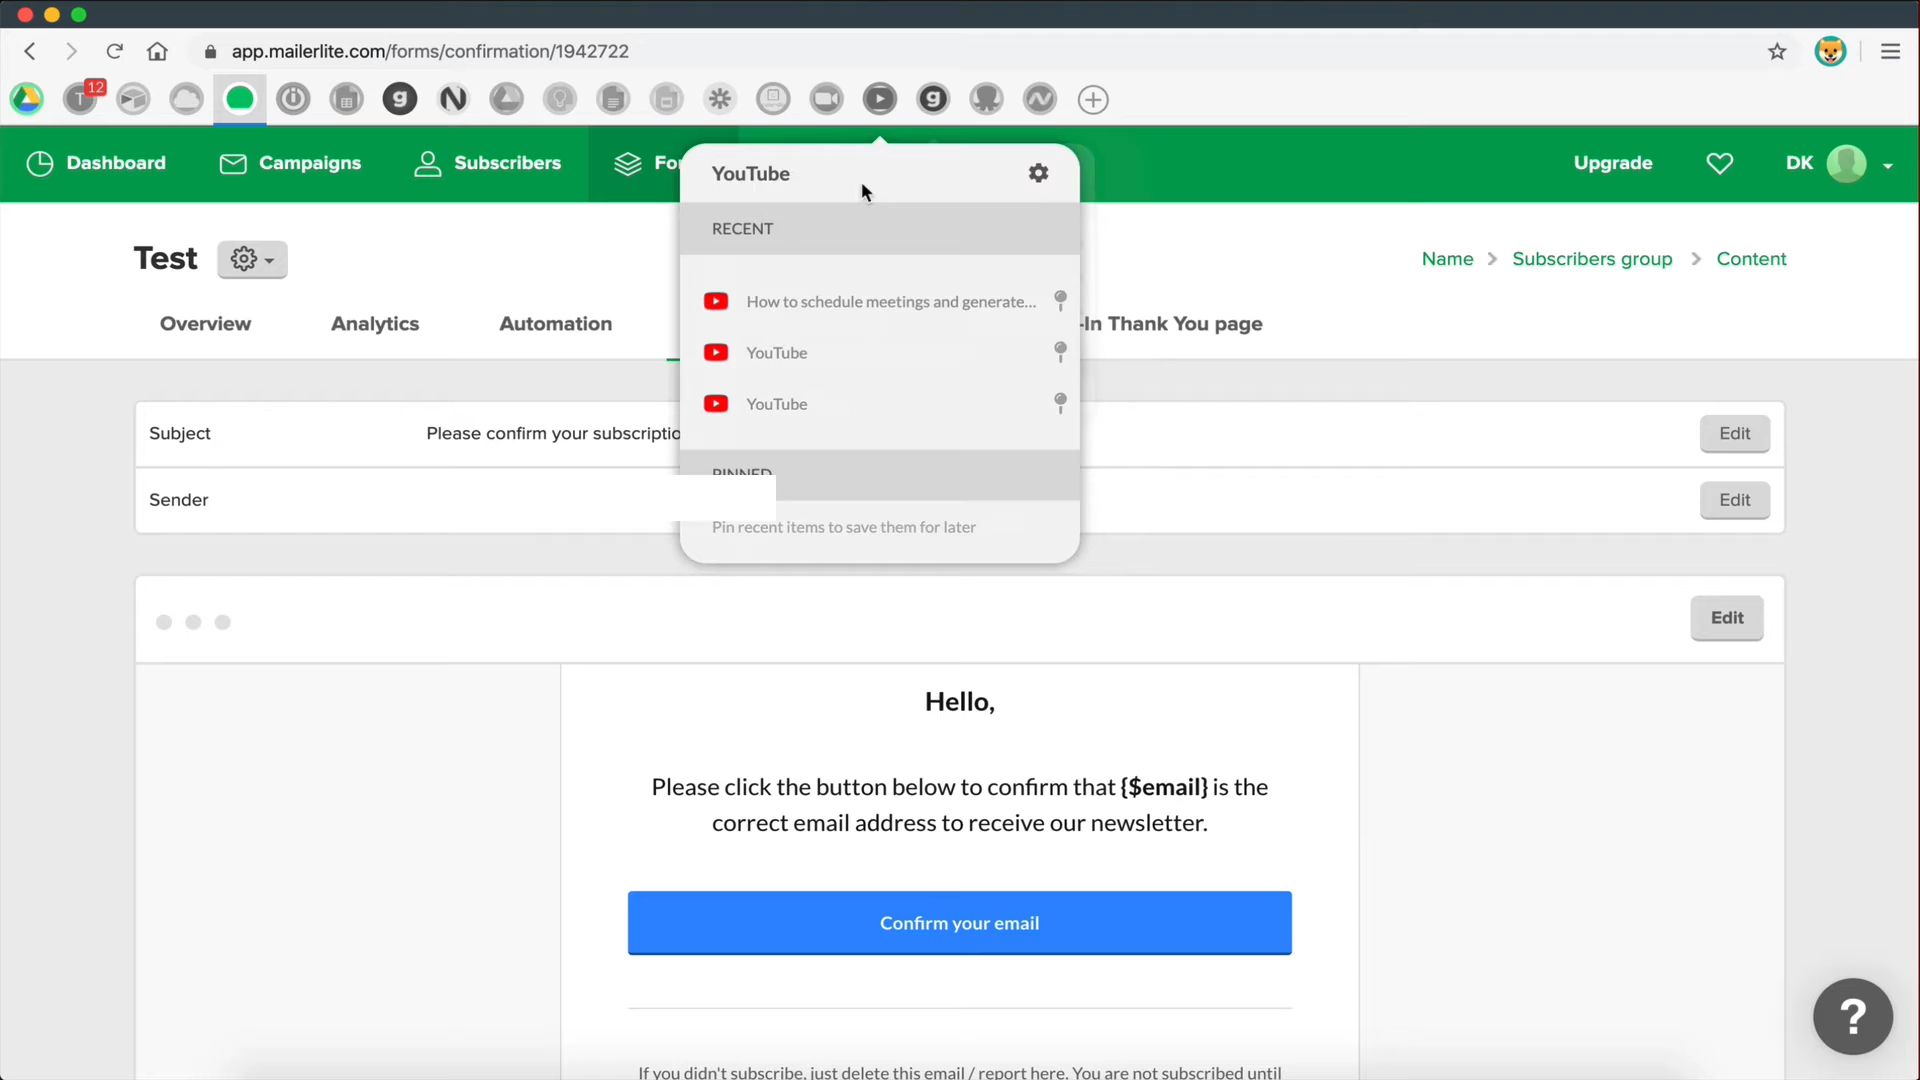 app.mailerlite.com/forms/confirmation/1942722
T 12 g N g
Dashboard Campaigns Subscribers Upgrade DK
YouTube
RECENT
How to schedule meetings and generate...
YouTube
YouTube
Pin recent items to save them for later
Test
Name > Subscribers group > Content
Overview Analytics Automation -In Thank You page
Subject Please confirm your Edit
Sender Edit
Edit
Hello,
Please click the button below to confirm that {$email} is the
correct email address to receive our newsletter.
Confirm your email
If you didn't subscribe, just delete this email / report here. You are not subscribed until
?